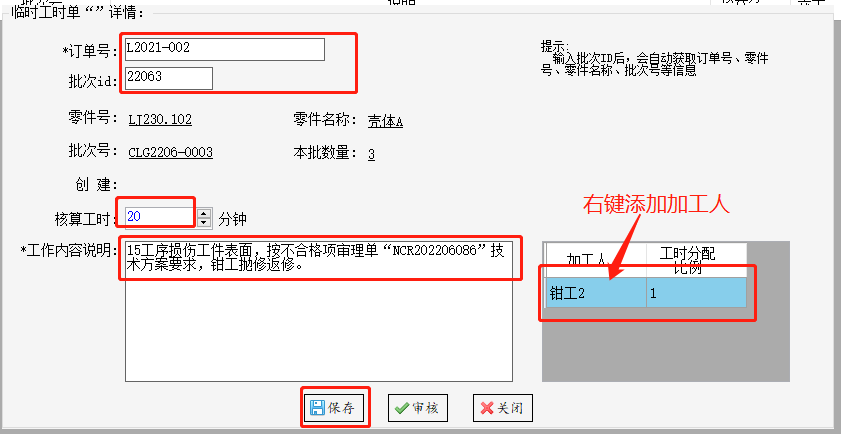 临时工时单“”详情:
*订单号: L2021-002
批次id: 22063
提示:
输入批次ID后，会自动获取订单号、零件
号、零件名称、批次号等信息
零件号: LJ230.102 零件名称: 壳体A
批次号: CLG2206-0003 本批数量: 3
创 建:
核算工时: 20 分钟
右键添加加工人
*工作内容说明: 15工序损伤工件表面，按不合格项审理单“NCR202206086”技
术方案要求，钳工抛修返修。
加工人 工时分配
比例
钳工2 1
保存 审核 关闭